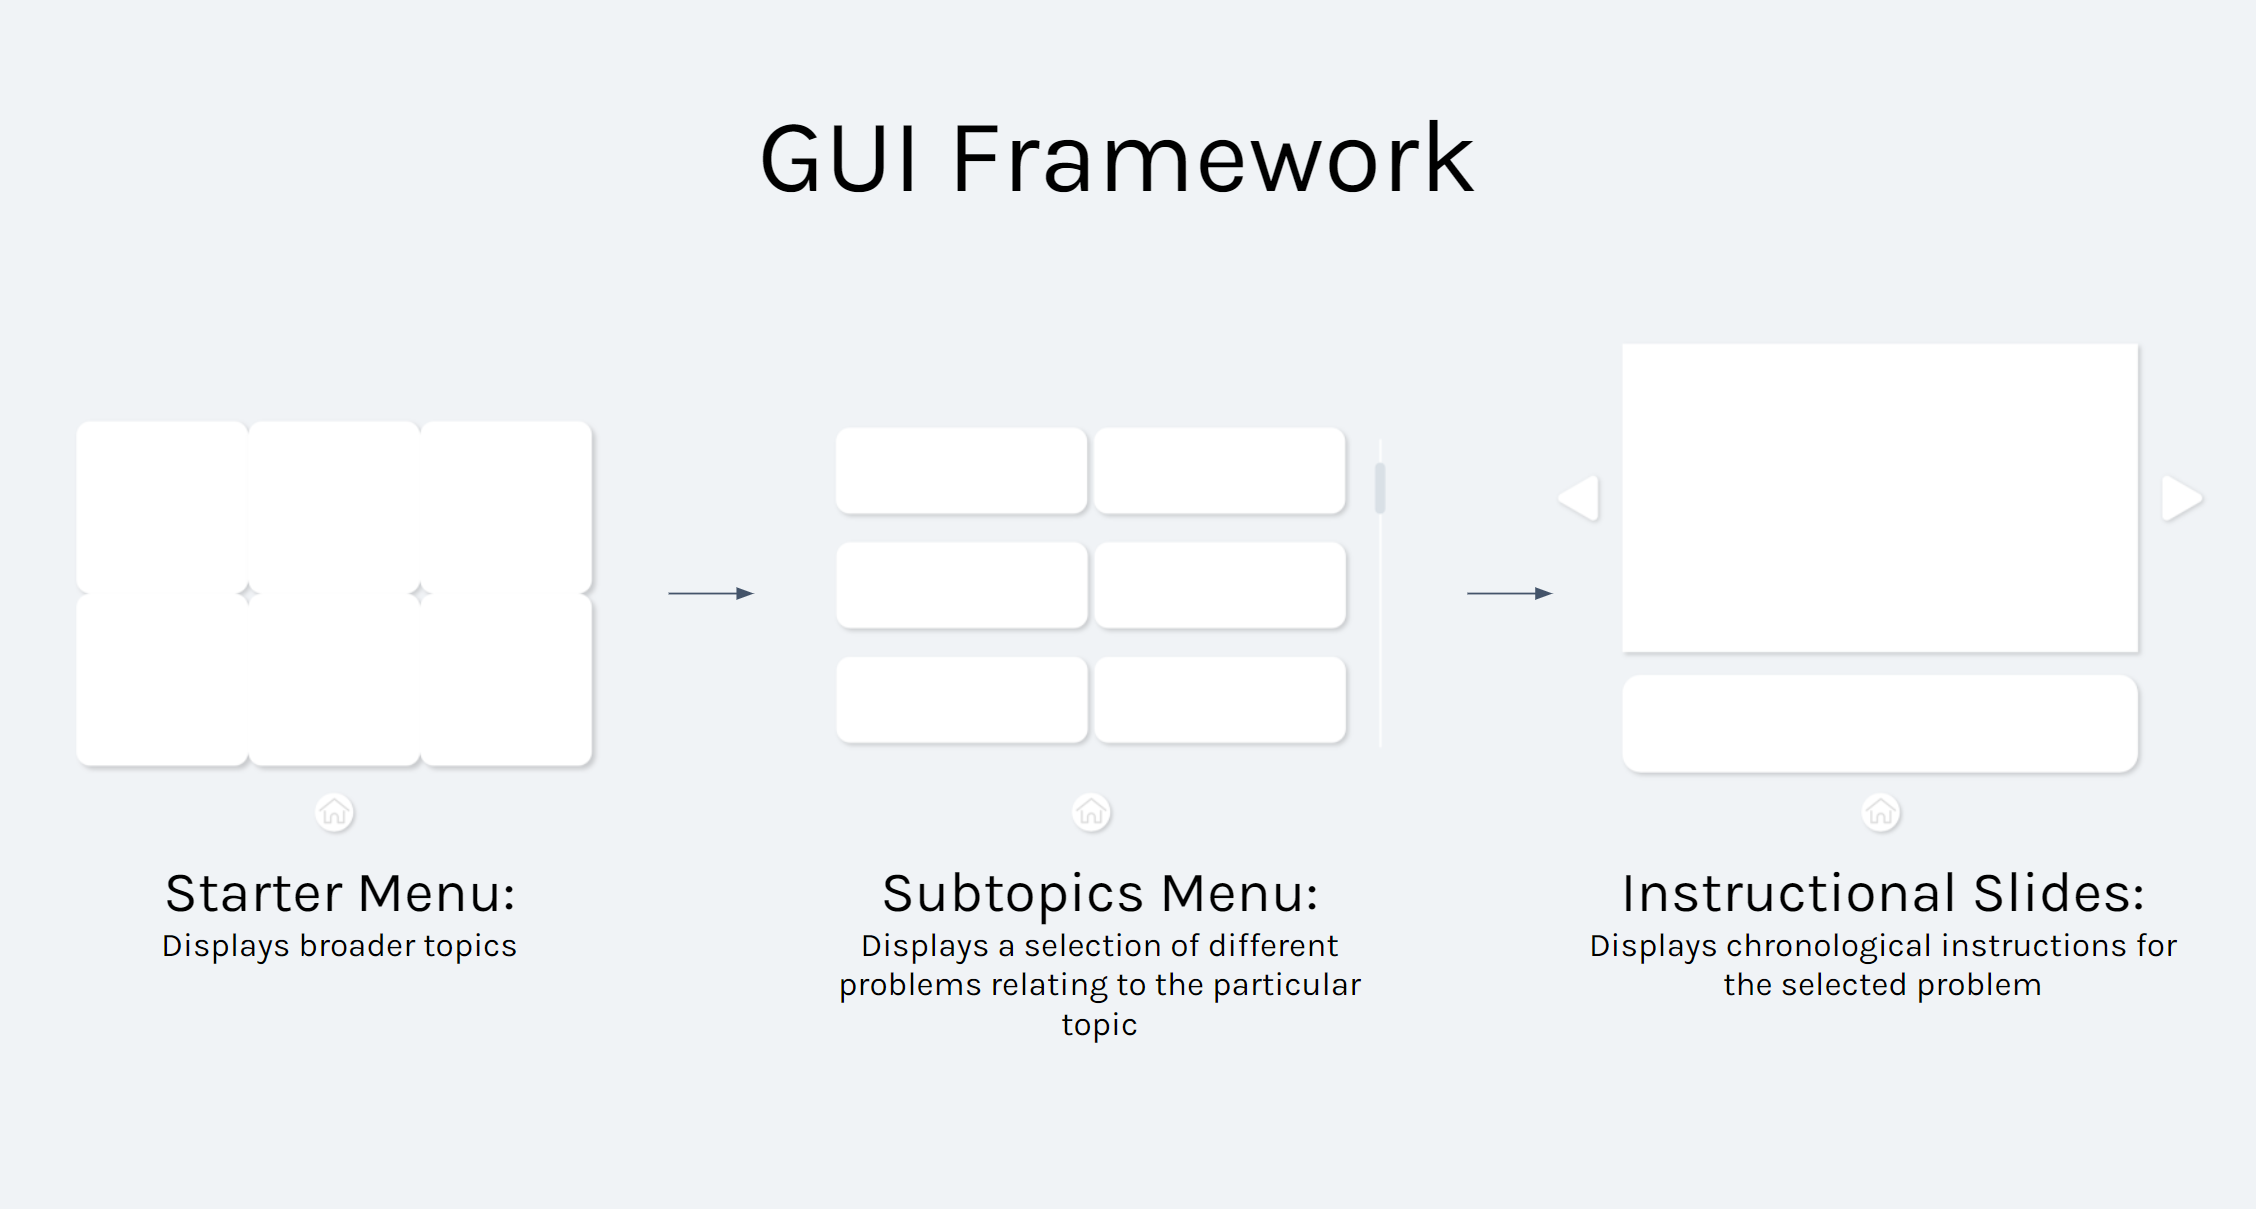 GUI Framework
Starter Menu:
Displays broader topics
Subtopics Menu:
Displays a selection of different
problems relating to the particular
topic
Instructional Slides:
Displays chronological instructions for
the selected problem